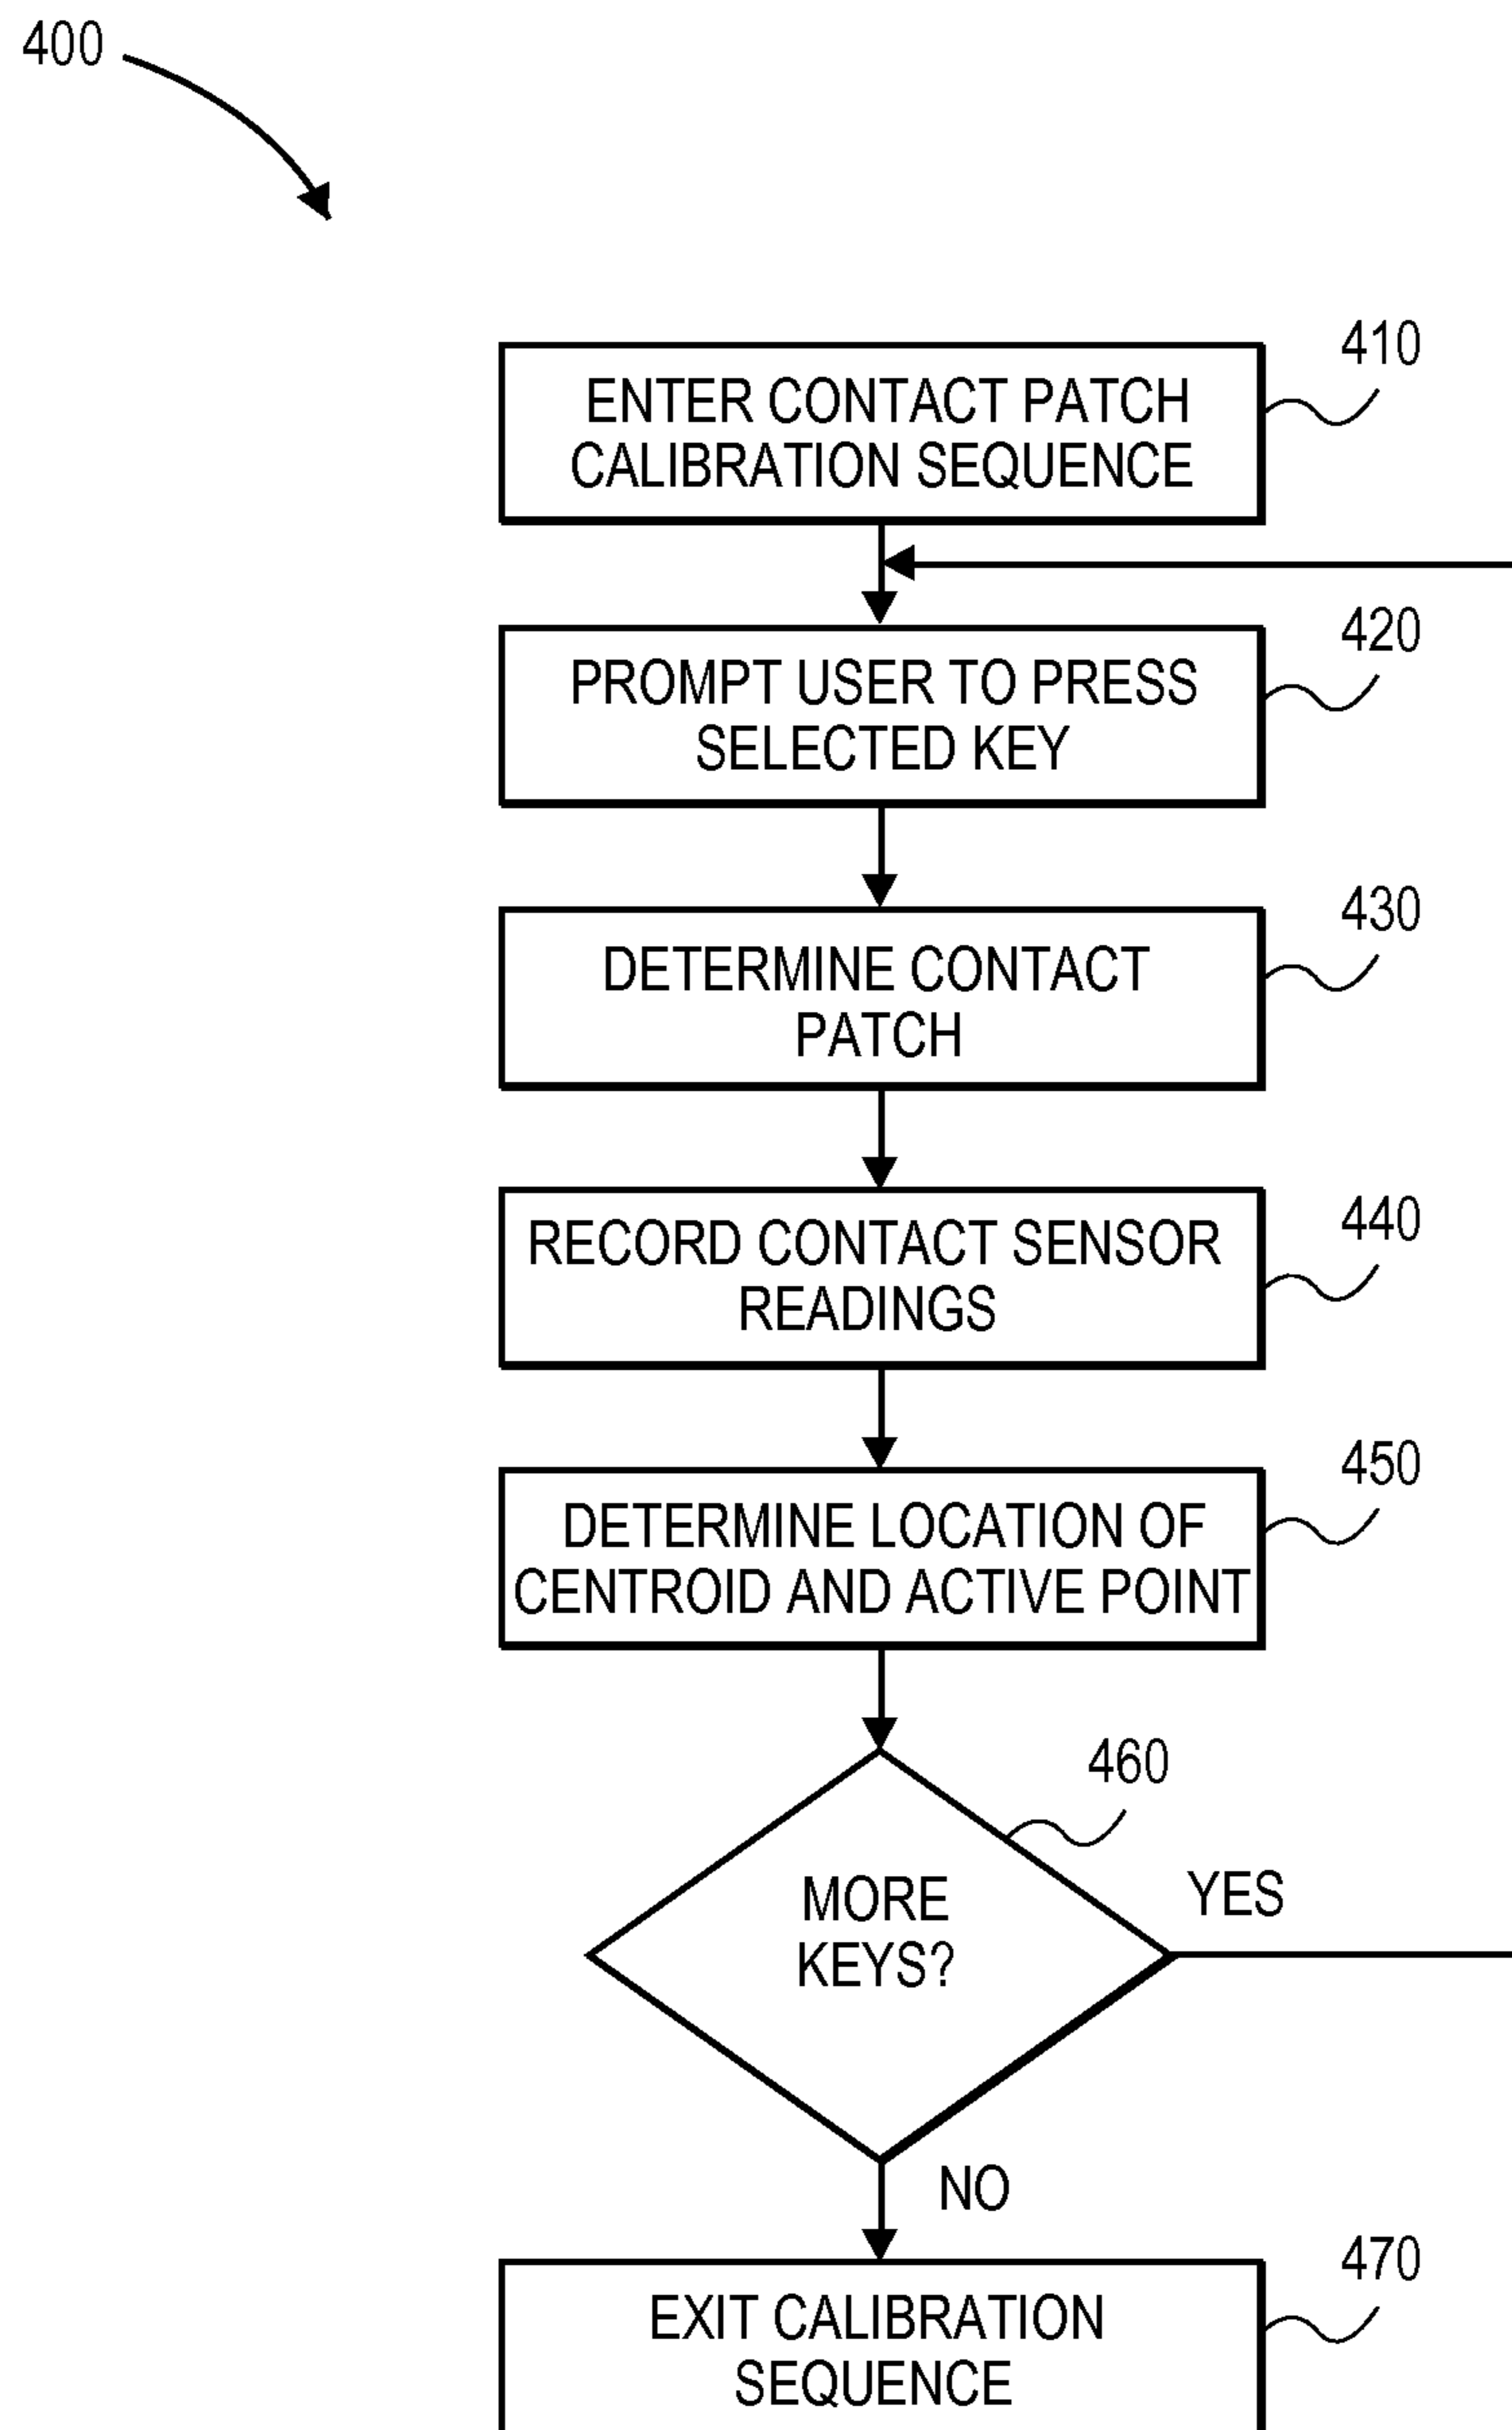 400
410
ENTER CONTACT PATCH
CALIBRATION SEQUENCE
420
PROMPT USER TO PRESS
SELECTED KEY
430
DETERMINE CONTACT
PATCH
440
RECORD CONTACT SENSOR
READINGS
450
DETERMINE LOCATION OF
CENTROID AND ACTIVE POINT
460
MORE
KEYS?
YES
NO
470
EXIT CALIBRATION
SEQUENCE